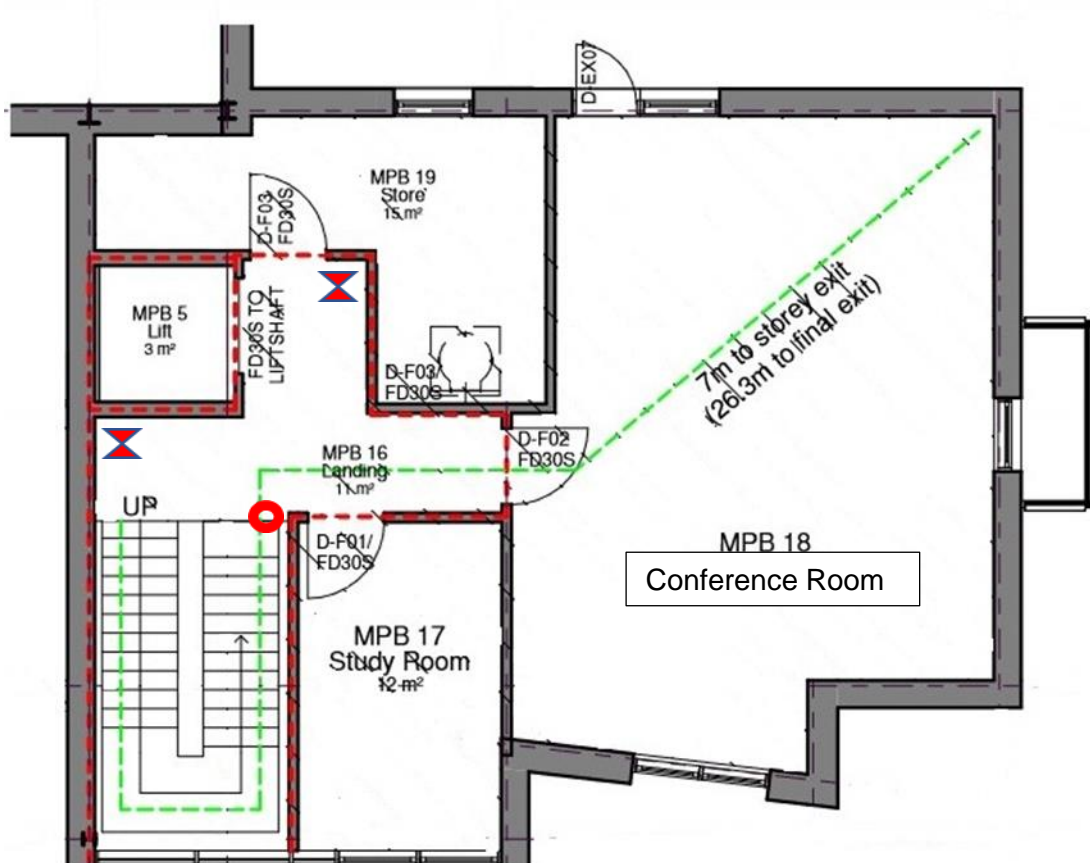 D-EX07
MPB 19
Store
15 m²
D-F03
FD30S
MPB 5
Lift
3 m²
FD30S TO
LIFTSHAFT
D-F03/
FD30S
7m to storey exit
(26.3m to final exit)
D-F02
FD30S
MPB 16
Landing
11 m²
UP
D-F01/
FD30S
MPB 18
Conference Room
MPB 17
Study Room
12 m²